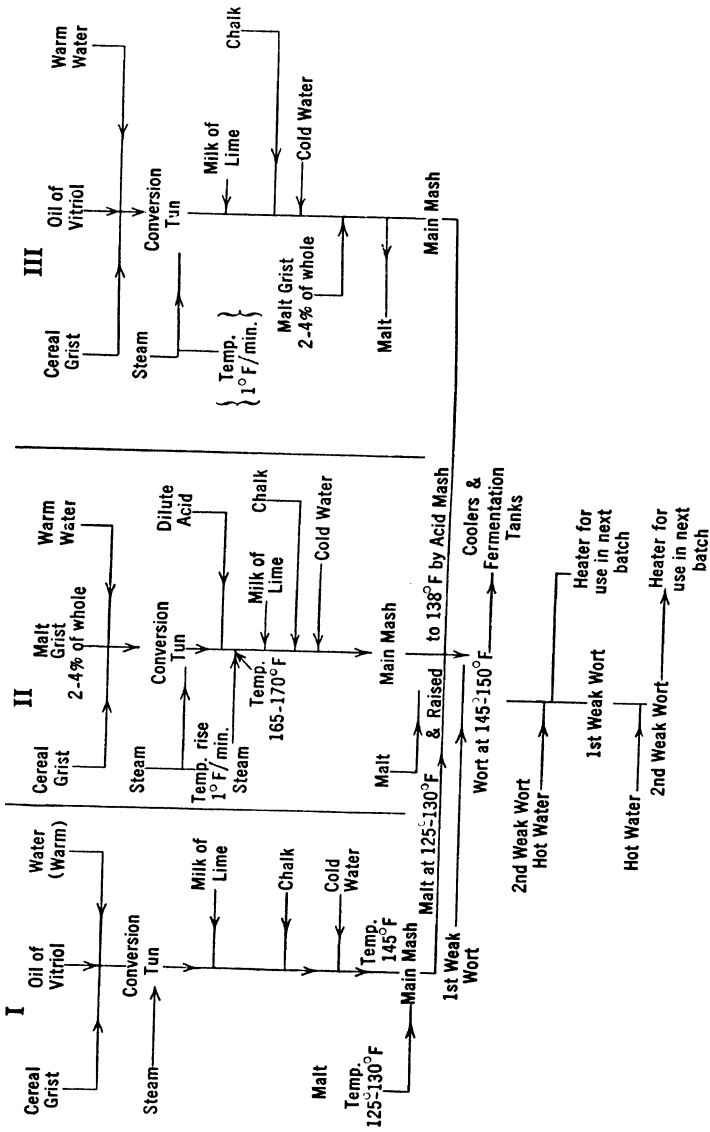 I
Cereal
Grist
Oil of
Vitriol
Water
(Warm)
Conversion
Tun
Steam
Milk of
Lime
Chalk
Cold
Water
Temp.
145°F
Malt
Temp.
125°-130°F
Main Mash
II
Cereal
Grist
Malt
Grist
2-4% of whole
Warm
Water
Conversion
Tun
Steam
Dilute
Acid
Temp. rise
1°F/min.
Steam
Temp.
165-170°F
Milk of
Lime
Chalk
Cold Water
Malt
Main Mash
III
Cereal
Grist
Oil of
Vitriol
Warm
Water
Conversion
Tun
Steam
{ Temp. }
{ 1°F/min. }
Milk of
Lime
Chalk
Cold Water
Malt Grist
2-4% of whole
Malt
Main Mash
Malt at 125°-130°F & Raised to 138°F by Acid Mash
1st Weak
Wort
Wort at 145°-150°F
Coolers &
Fermentation
Tanks
2nd Weak Wort
Hot Water
Heater for
use in next
batch
1st Weak Wort
Hot Water
2nd Weak Wort
Heater for
use in next
batch